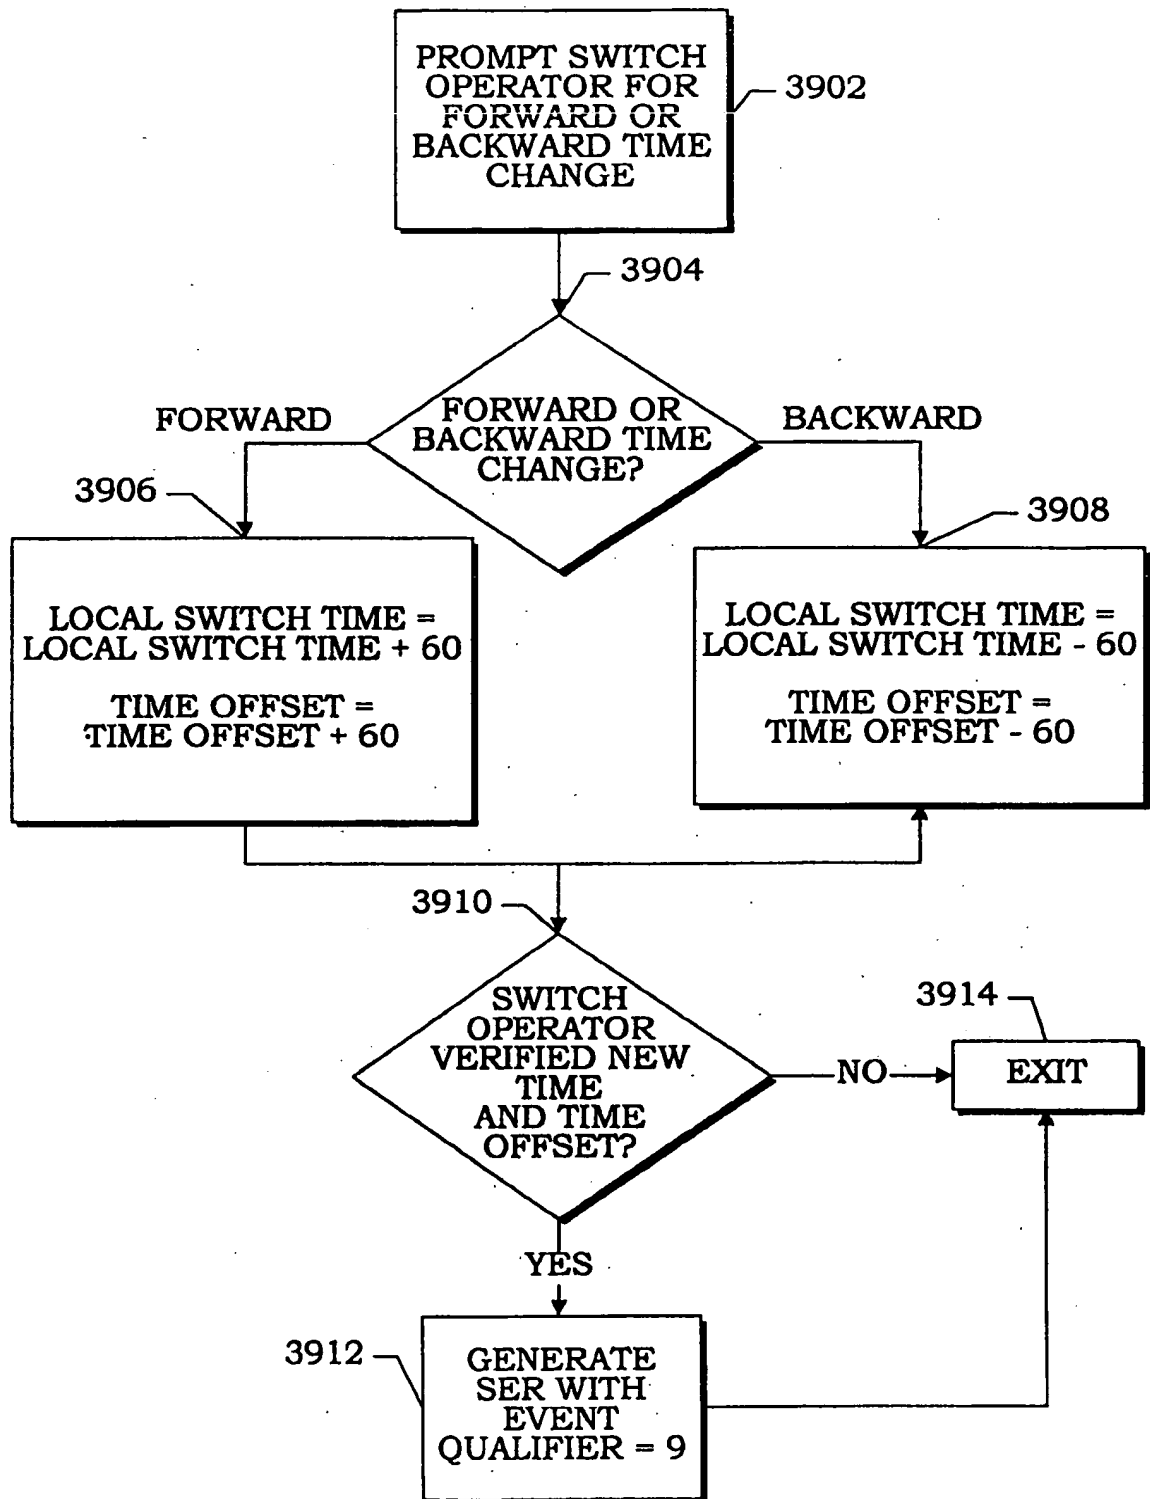 PROMPT SWITCH
OPERATOR FOR
FORWARD OR
BACKWARD TIME
CHANGE
3902
3904
FORWARD OR
BACKWARD TIME
CHANGE?
FORWARD
BACKWARD
3906
LOCAL SWITCH TIME =
LOCAL SWITCH TIME + 60
TIME OFFSET =
TIME OFFSET + 60
3908
LOCAL SWITCH TIME =
LOCAL SWITCH TIME - 60
TIME OFFSET =
TIME OFFSET - 60
3910
SWITCH
OPERATOR
VERIFIED NEW
TIME
AND TIME
OFFSET?
NO
3914
EXIT
YES
3912
GENERATE
SER WITH
EVENT
QUALIFIER = 9